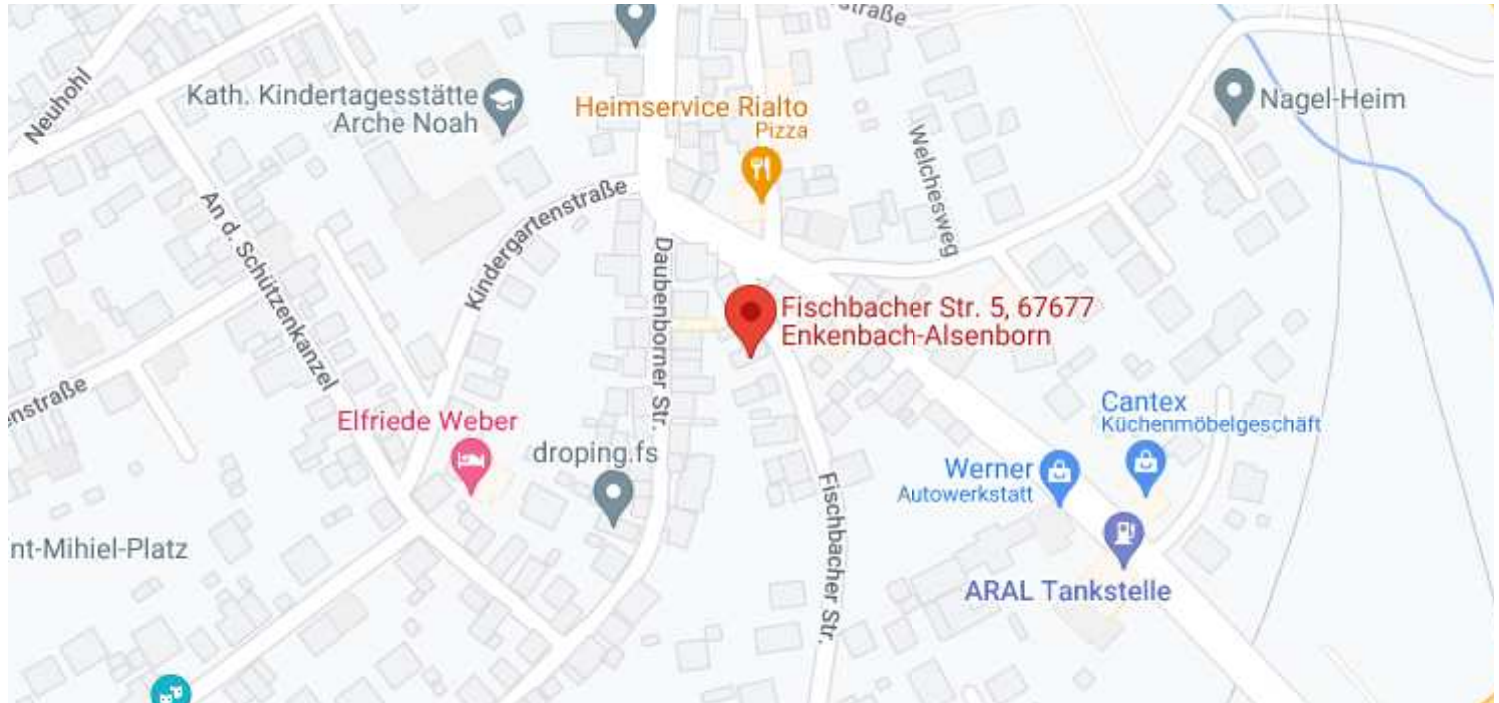 straße
Neuhohl
Kath. Kindertagesstätte
Arche Noah
Heimservice Rialto
Pizza
Nagel-Heim
Welchesweg
An d. Schützenkanzel
Kindergartenstraße
Daubenborner Str.
Fischbacher Str. 5, 67677
Enkenbach-Alsenborn
enstraße
Elfriede Weber
droping.fs
Cantex
Küchenmöbelgeschäft
Werner
Autowerkstatt
Fischbacher Str.
nt-Mihiel-Platz
ARAL Tankstelle